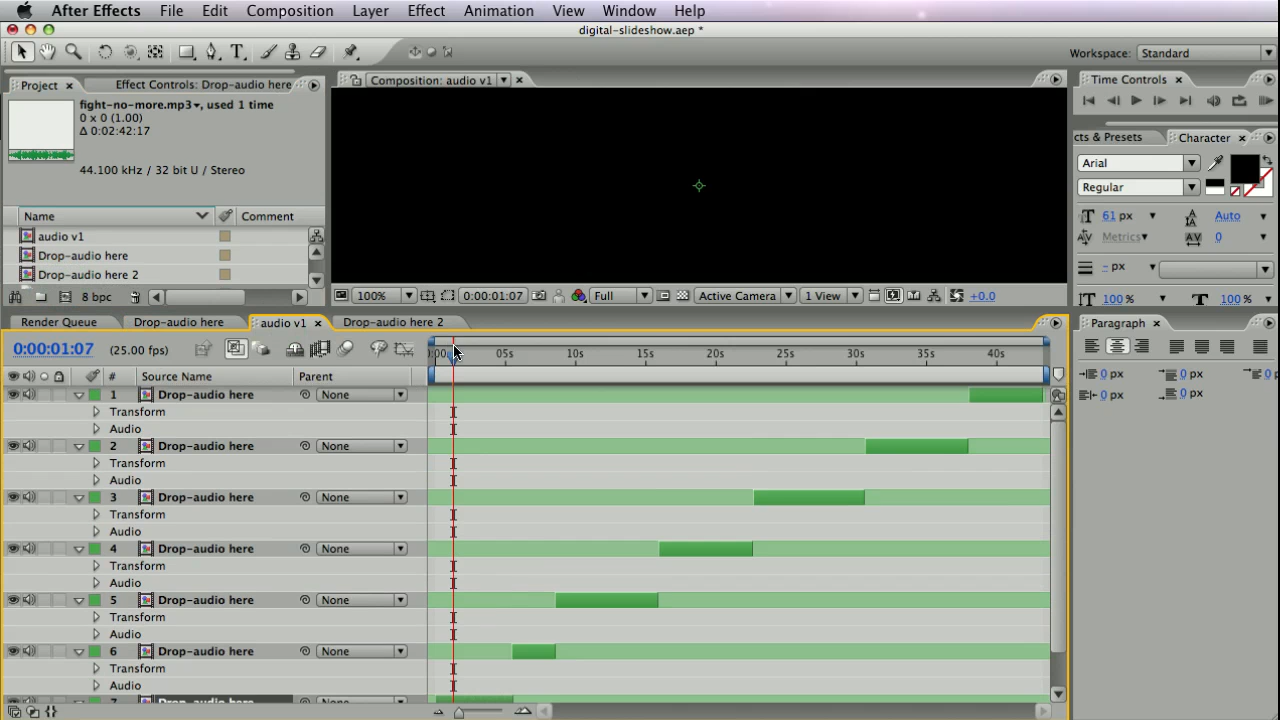 After Effects File Edit Composition Layer Effect Animation View Window Help
digital-slideshow.aep *
Workspace: Standard
Project Effect Controls: Drop-audio here
Composition: audio v1
Time Controls
fight-no-more.mp3, used 1 time
0 x 0 (1.00)
Δ 0:02:42:17
44.100 kHz / 32 bit U / Stereo
cts & Presets Character
Arial
Regular
61 px Auto
Metrics 0
- px
100 % 100 %
Name Comment
audio v1
Drop-audio here
Drop-audio here 2
8 bpc
100% 0:00:01:07 Full Active Camera 1 View +0.0
Render Queue Drop-audio here audio v1 Drop-audio here 2
Paragraph
0:00:01:07 (25.00 fps)
:00s 05s 10s 15s 20s 25s 30s 35s 40s
0 px 0 px 0 p
0 px 0 px
# Source Name Parent
1 Drop-audio here None
Transform
Audio
2 Drop-audio here None
Transform
Audio
3 Drop-audio here None
Transform
Audio
4 Drop-audio here None
Transform
Audio
5 Drop-audio here None
Transform
Audio
6 Drop-audio here None
Transform
Audio
7 Drop-audio here None